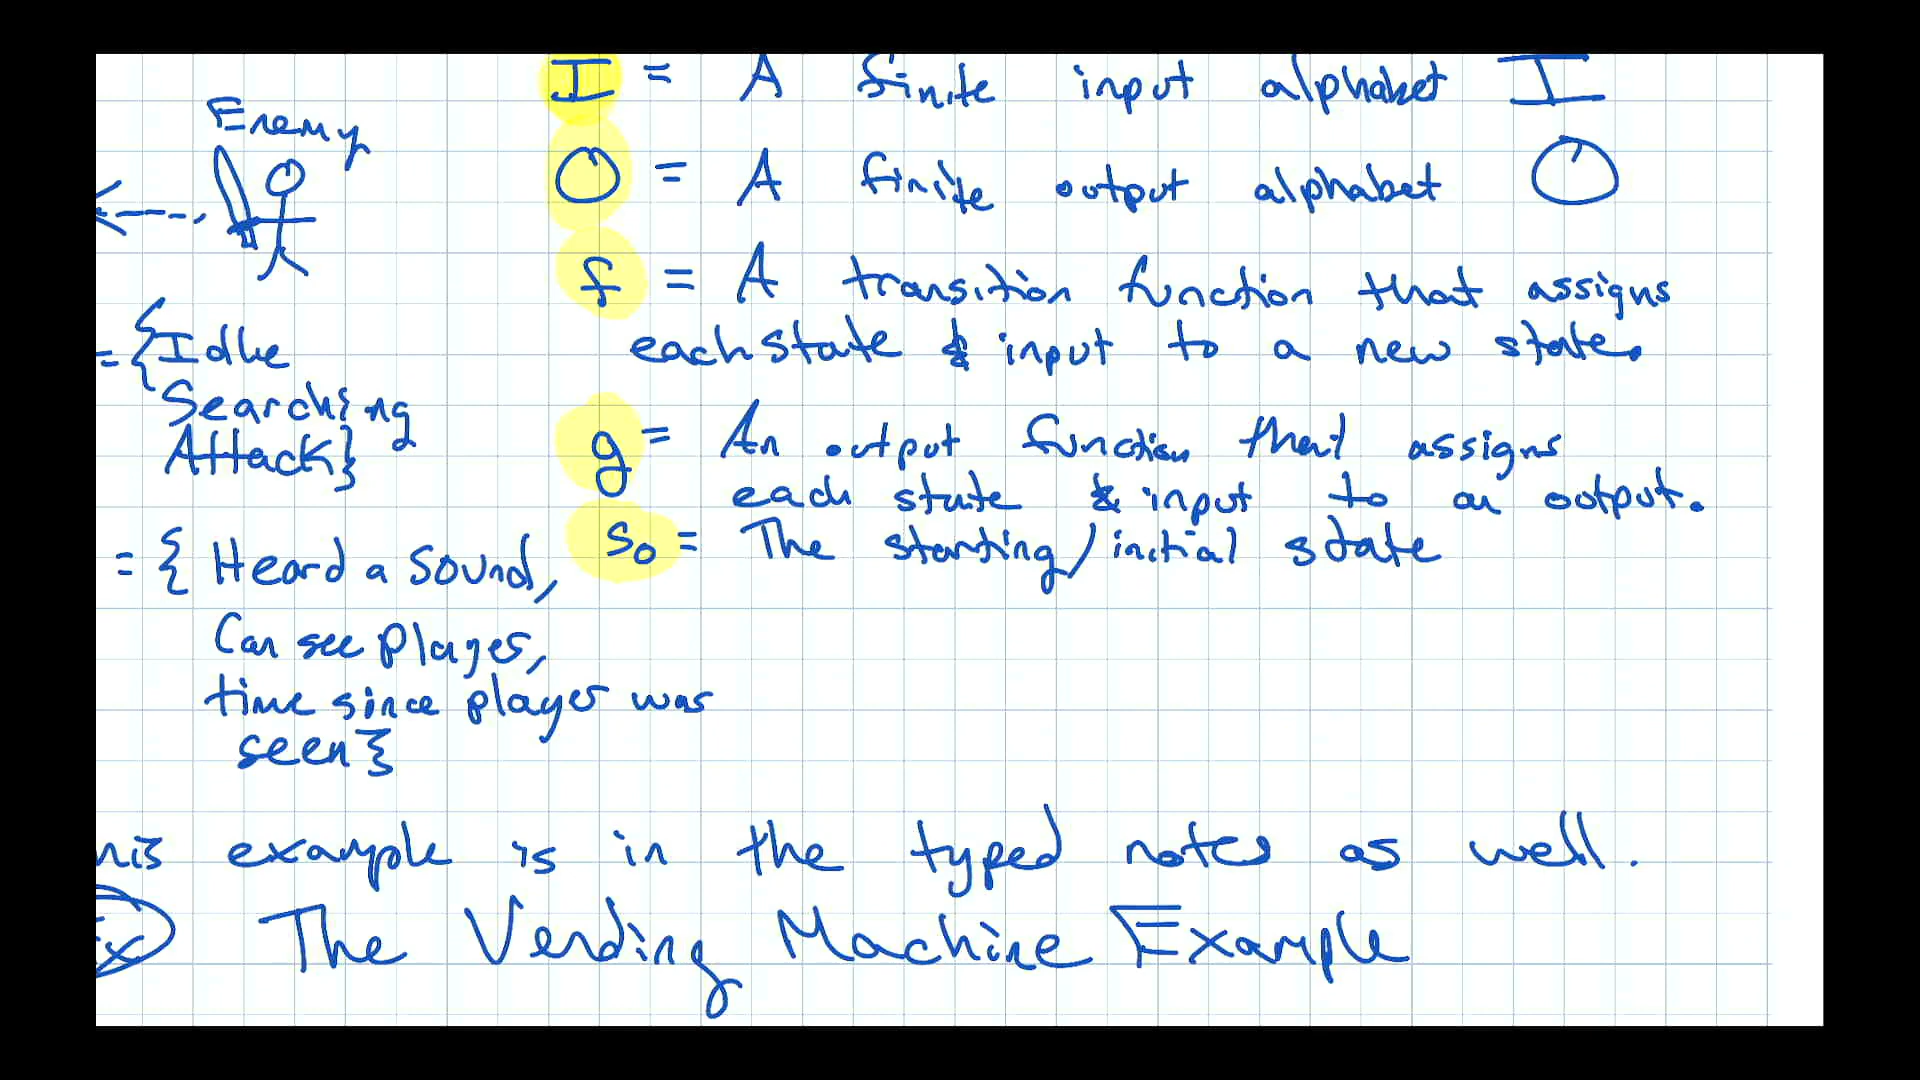 I = A finite input alphabet I
Enemy
O = A finite output alphabet O
f = A transition function that assigns
each state & input to a new state.
= {Idle
Searching
Attack}
g = An output function that assigns
each state & input to an output.
s0 = The starting/initial state
= { Heard a sound,
Can see player,
time since player was
seen}
his example is in the typed notes as well.
Ex The Vending Machine Example